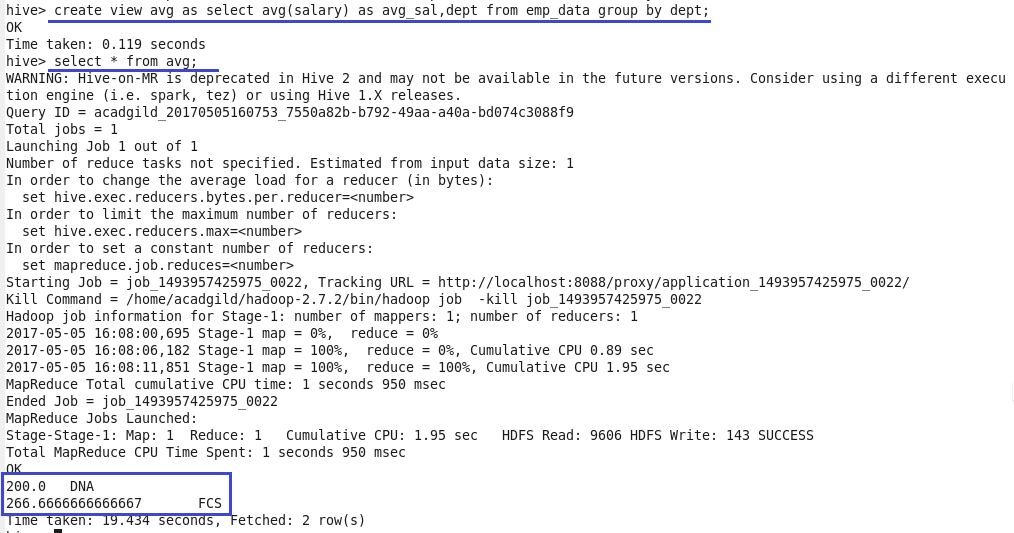 hive> create view avg as select avg(salary) as avg_sal,dept from emp_data group by dept;
OK
Time taken: 0.119 seconds
hive> select * from avg;
WARNING: Hive-on-MR is deprecated in Hive 2 and may not be available in the future versions. Consider using a different execu
tion engine (i.e. spark, tez) or using Hive 1.X releases.
Query ID = acadgild_20170505160753_7550a82b-b792-49aa-a40a-bd074c3088f9
Total jobs = 1
Launching Job 1 out of 1
Number of reduce tasks not specified. Estimated from input data size: 1
In order to change the average load for a reducer (in bytes):
  set hive.exec.reducers.bytes.per.reducer=<number>
In order to limit the maximum number of reducers:
  set hive.exec.reducers.max=<number>
In order to set a constant number of reducers:
  set mapreduce.job.reduces=<number>
Starting Job = job_1493957425975_0022, Tracking URL = http://localhost:8088/proxy/application_1493957425975_0022/
Kill Command = /home/acadgild/hadoop-2.7.2/bin/hadoop job  -kill job_1493957425975_0022
Hadoop job information for Stage-1: number of mappers: 1; number of reducers: 1
2017-05-05 16:08:00,695 Stage-1 map = 0%,  reduce = 0%
2017-05-05 16:08:06,182 Stage-1 map = 100%,  reduce = 0%, Cumulative CPU 0.89 sec
2017-05-05 16:08:11,851 Stage-1 map = 100%,  reduce = 100%, Cumulative CPU 1.95 sec
MapReduce Total cumulative CPU time: 1 seconds 950 msec
Ended Job = job_1493957425975_0022
MapReduce Jobs Launched:
Stage-Stage-1: Map: 1  Reduce: 1   Cumulative CPU: 1.95 sec   HDFS Read: 9606 HDFS Write: 143 SUCCESS
Total MapReduce CPU Time Spent: 1 seconds 950 msec
OK
200.0   DNA
266.6666666666667       FCS
Time taken: 19.434 seconds, Fetched: 2 row(s)